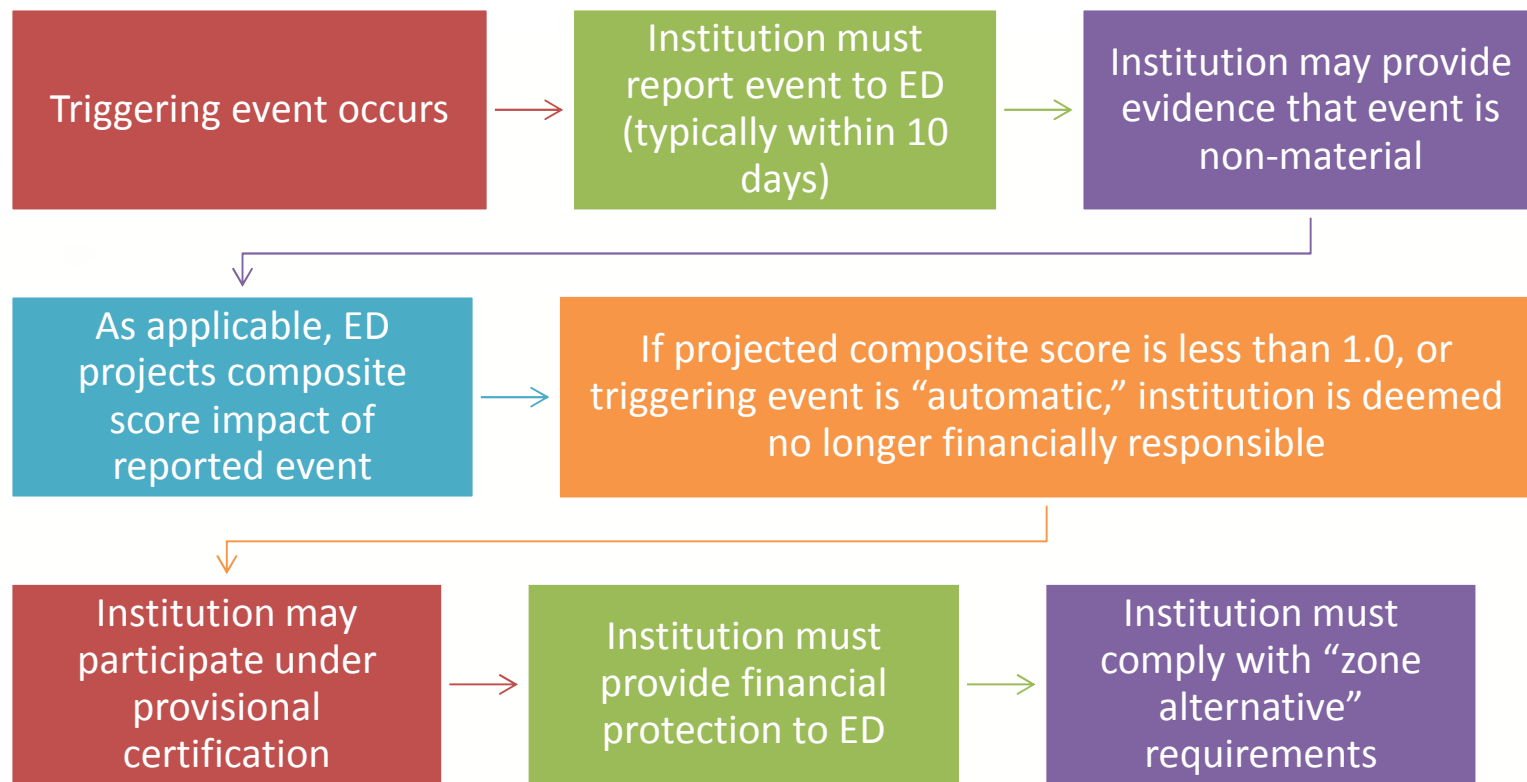 Triggering event occurs
Institution must
report event to ED
(typically within 10
days)
Institution may provide
evidence that event is
non-material
As applicable, ED
projects composite
score impact of
reported event
If projected composite score is less than 1.0, or
triggering event is “automatic,” institution is deemed
no longer financially responsible
Institution may
participate under
provisional
certification
Institution must
provide financial
protection to ED
Institution must
comply with “zone
alternative”
requirements